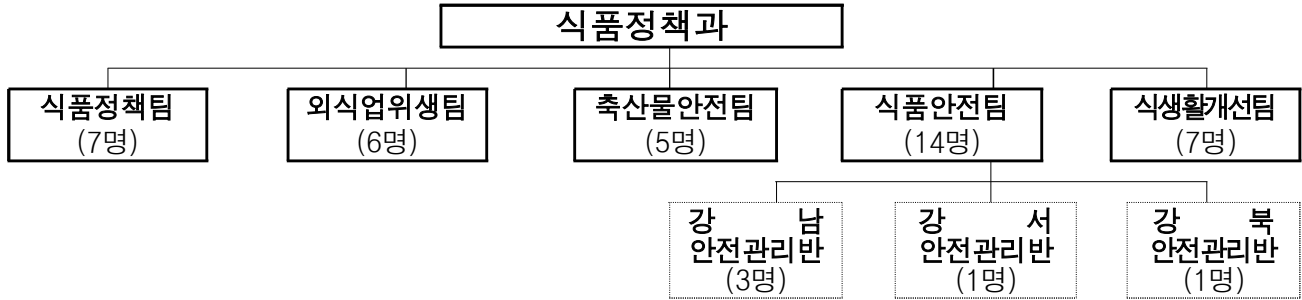 식품정책과
식품정책팀
(7명)
외식업위생팀
(6명)
축산물안전팀
(5명)
식품안전팀
(14명)
식생활개선팀
(7명)
강 남
안전관리반
(3명)
강 서
안전관리반
(1명)
강 북
안전관리반
(1명)